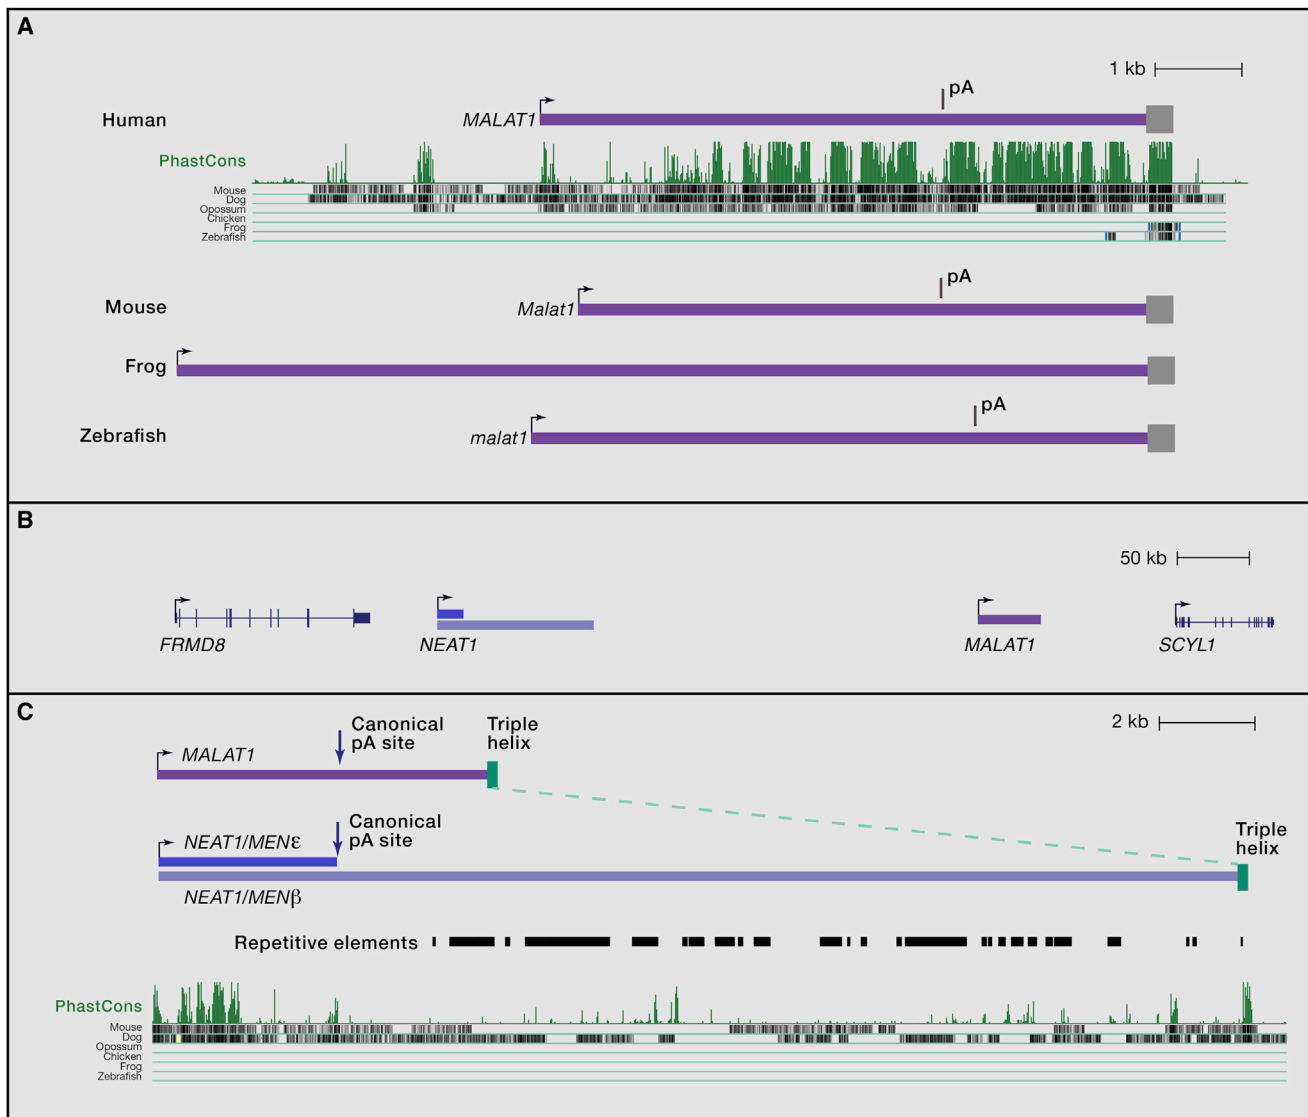 A
1 kb
pA
Human
MALAT1
PhastCons
Mouse
Dog
Opossum
Chicken
Frog
Zebrafish
pA
Mouse
Malat1
Frog
pA
Zebrafish
malat1
B
50 kb
FRMD8
NEAT1
MALAT1
SCYL1
C
2 kb
Canonical
pA site
Triple
helix
MALAT1
Canonical
pA site
NEAT1/MENε
Triple
helix
NEAT1/MENβ
Repetitive elements
PhastCons
Mouse
Dog
Opossum
Chicken
Frog
Zebrafish